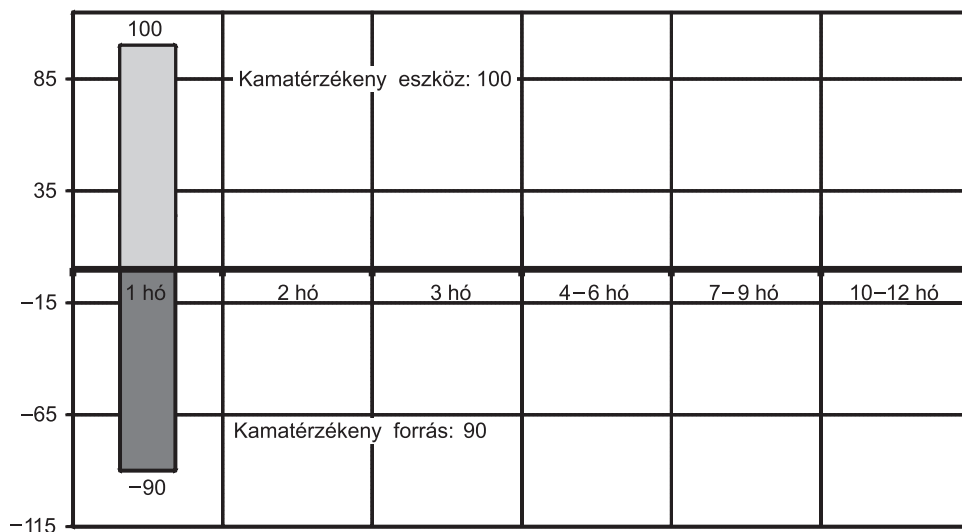 100
85
Kamatérzékeny eszköz: 100
35
1 hó
2 hó
3 hó
4–6 hó
7–9 hó
10–12 hó
–15
–65
Kamatérzékeny forrás: 90
–90
–115